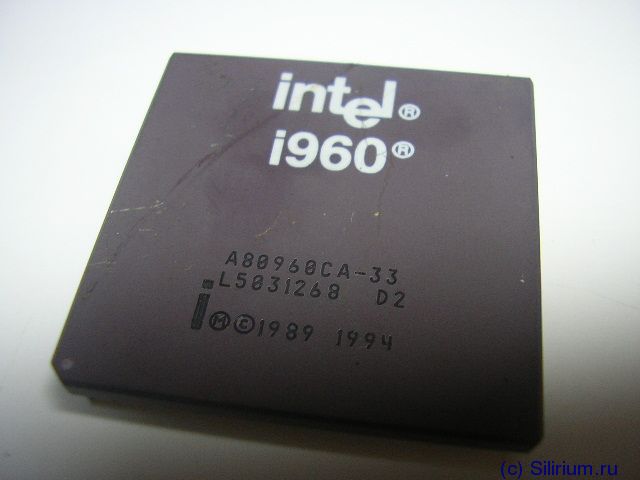 intel®
i960®
A80960CA-33
L5031268 D2
i Ⓜ©1989 1994
(c) Silirium.ru